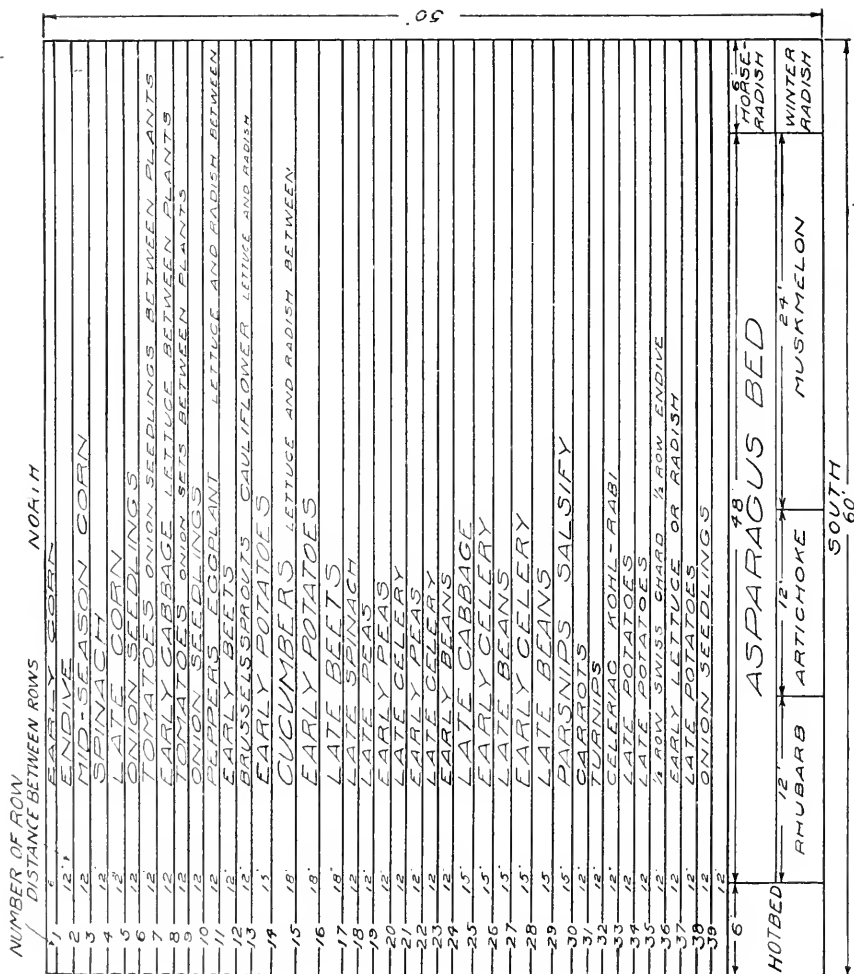 NUMBER OF ROW
DISTANCE BETWEEN ROWS
NORTH
50'
1 6 EARLY CORN
2 12" ENDIVE
3 12 MID-SEASON CORN
4 12 SPINACH
5 12 LATE CORN
6 12 ONION SEEDLINGS
7 12 TOMATOES ONION SEEDLINGS BETWEEN PLANTS
8 12 EARLY CABBAGE LETTUCE BETWEEN PLANTS
9 12 TOMATOES ONION SETS BETWEEN PLANTS
10 12 ONION SEEDLINGS
11 12 PEPPERS EGGPLANT LETTUCE AND RADISH BETWEEN
12 12 EARLY BEETS
13 12 BRUSSELS SPROUTS CAULIFLOWER LETTUCE AND RADISH
14 15 EARLY POTATOES
15 18 CUCUMBERS LETTUCE AND RADISH BETWEEN
16 18 EARLY POTATOES
17 18 LATE BEETS
18 12 LATE SPINACH
19 12 LATE PEAS
20 12 EARLY PEAS
21 12 LATE CELERY
22 12 EARLY PEAS
23 12 LATE CELERY
24 12 EARLY BEANS
25 15 LATE CABBAGE
26 15 EARLY CELERY
27 15 LATE BEANS
28 15 EARLY CELERY
29 15 LATE BEANS
30 15 PARSNIPS SALSIFY
31 12 CARROTS
32 12 TURNIPS
33 12 CELERIAC KOHL-RABI
34 12 LATE POTATOES
35 12 LATE POTATOES
36 12 ½ ROW SWISS CHARD ½ ROW ENDIVE
37 12 EARLY LETTUCE OR RADISH
38 12 LATE POTATOES
39 12 ONION SEEDLINGS
12
6 48' 6'
HOTBED
ASPARAGUS BED
HORSE-
RADISH
12' 12' 24'
RHUBARB ARTICHOKE MUSKMELON
WINTER
RADISH
SOUTH
60'